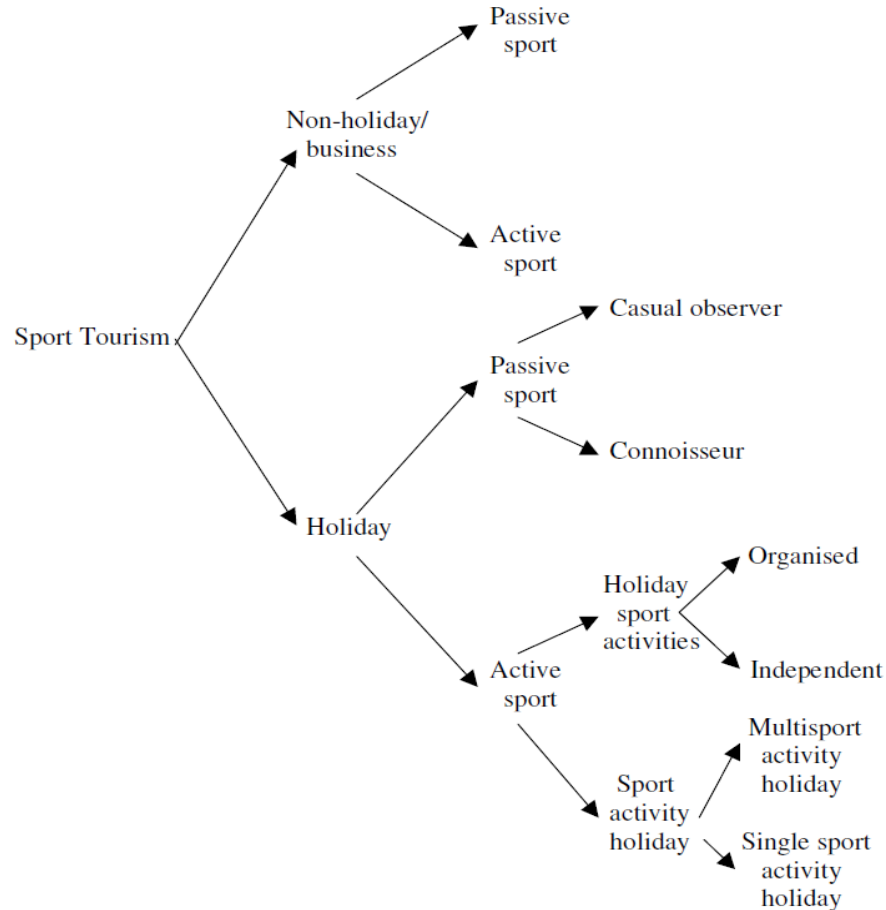 Passive
sport
Non-holiday/
business
Active
sport
Sport Tourism
Casual observer
Passive
sport
Connoisseur
Holiday
Organised
Holiday
sport
activities
Independent
Active
sport
Multisport
activity
holiday
Sport
activity
holiday
Single sport
activity
holiday